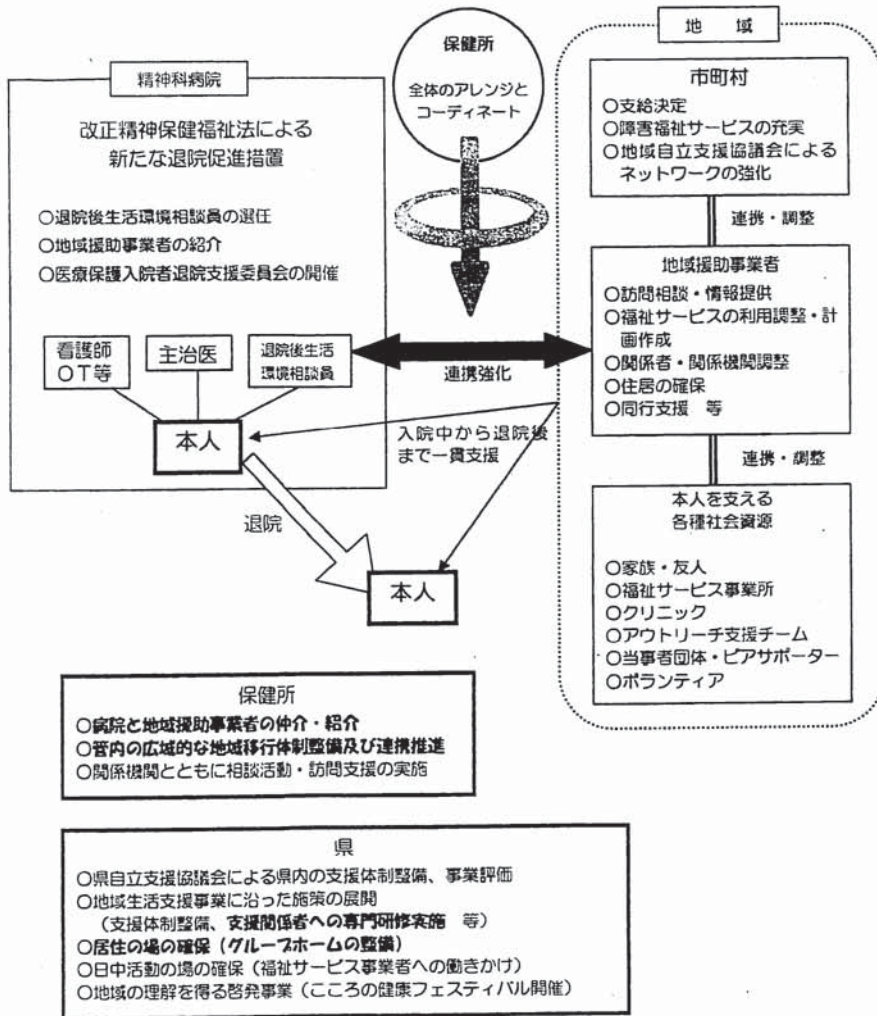 精神科病院
改正精神保健福祉法による
新たな退院促進措置
○退院後生活環境相談員の選任
○地域援助事業者の紹介
○医療保護入院者退院支援委員会の開催
看護師
OT等
主治医
退院後生活
環境相談員
本人
退院
本人
保健所
全体のアレンジと
コーディネート
連携強化
入院中から退院後
まで一貫支援
地　域
市町村
○支給決定
○障害福祉サービスの充実
○地域自立支援協議会による
ネットワークの強化
連携・調整
地域援助事業者
○訪問相談・情報提供
○福祉サービスの利用調整・計
画作成
○関係者・関係機関調整
○住居の確保
○同行支援　等
連携・調整
本人を支える
各種社会資源
○家族・友人
○福祉サービス事業所
○クリニック
○アウトリーチ支援チーム
○当事者団体・ピアサポーター
○ボランティア
保健所
○病院と地域援助事業者の仲介・紹介
○管内の広域的な地域移行体制整備及び連携推進
○関係機関とともに相談活動・訪問支援の実施
県
○県自立支援協議会による県内の支援体制整備、事業評価
○地域生活支援事業に沿った施策の展開
（支援体制整備、支援関係者への専門研修実施　等）
○居住の場の確保（グループホームの整備）
○日中活動の場の確保（福祉サービス事業者への働きかけ）
○地域の理解を得る啓発事業（こころの健康フェスティバル開催）